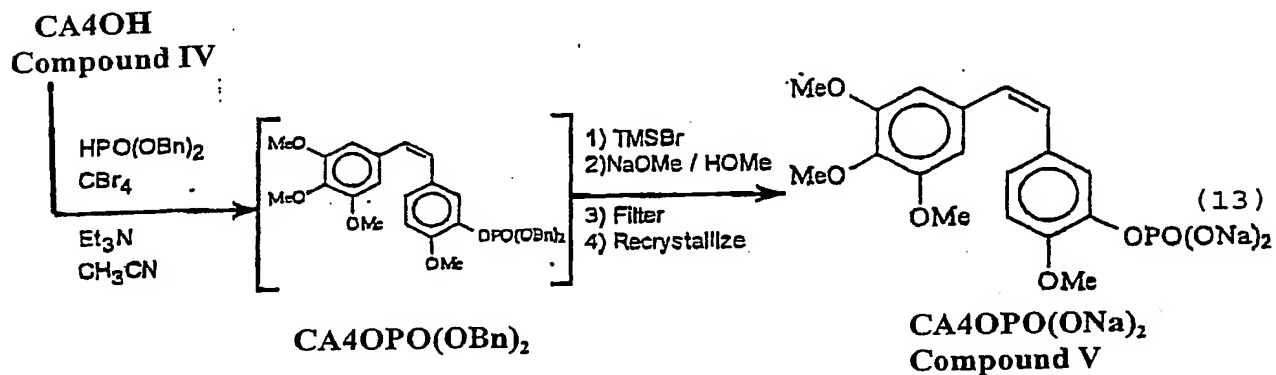 CA4OH
Compound IV
HPO(OBn)₂
CBr₄
Et₃N
CH₃CN
MeO
MeO
OMe
OPO(OBn)₂
OMe
CA4OPO(OBn)₂
1) TMSBr
2)NaOMe / HOMe
3) Filter
4) Recrystallize
MeO
MeO
OMe
OPO(ONa)₂
OMe
(13)
CA4OPO(ONa)₂
Compound V